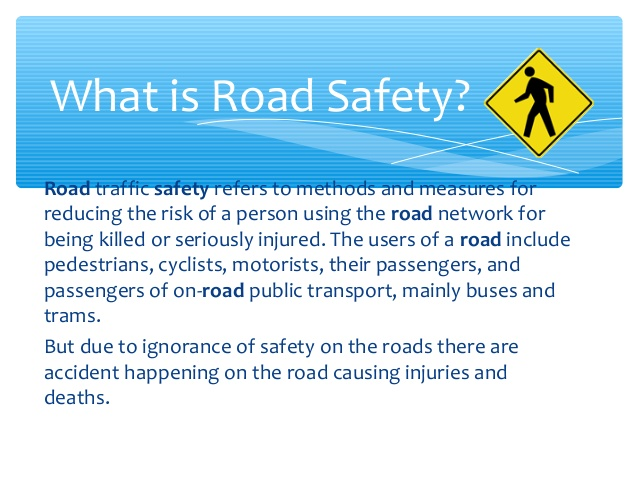 What is Road Safety?
Road traffic safety refers to methods and measures for
reducing the risk of a person using the road network for
being killed or seriously injured. The users of a road include
pedestrians, cyclists, motorists, their passengers, and
passengers of on-road public transport, mainly buses and
trams.
But due to ignorance of safety on the roads there are
accident happening on the road causing injuries and
deaths.